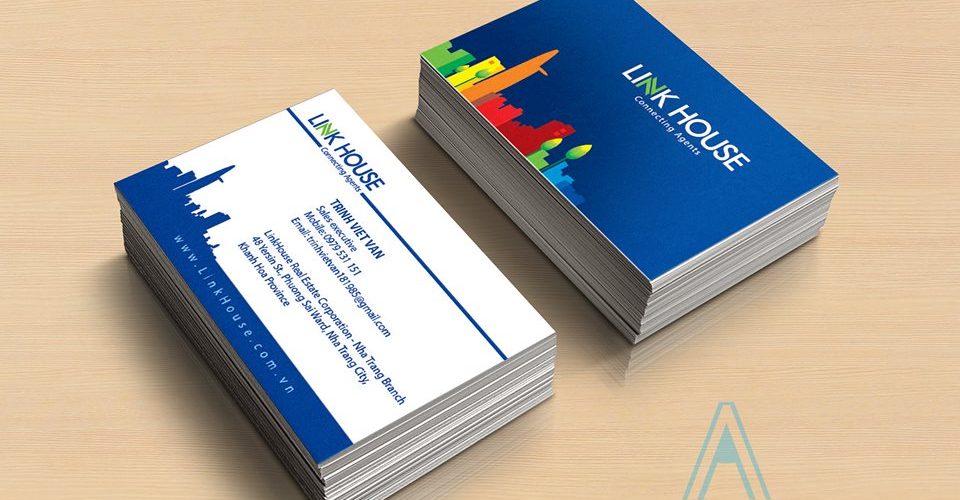 LINK HOUSE
Connecting Agents
TRINH VIET VAN
Sales executive
Mobile: 0979 531 151
Email: trinhvietvan181985@gmail.com
LinkHouse Real Estate Corporation - Nha Trang Branch
48 Yersin St., Phuong Sai Ward, Nha Trang City,
Khanh Hoa Province
www.LinkHouse.com.vn
LINK HOUSE
Connecting Agents